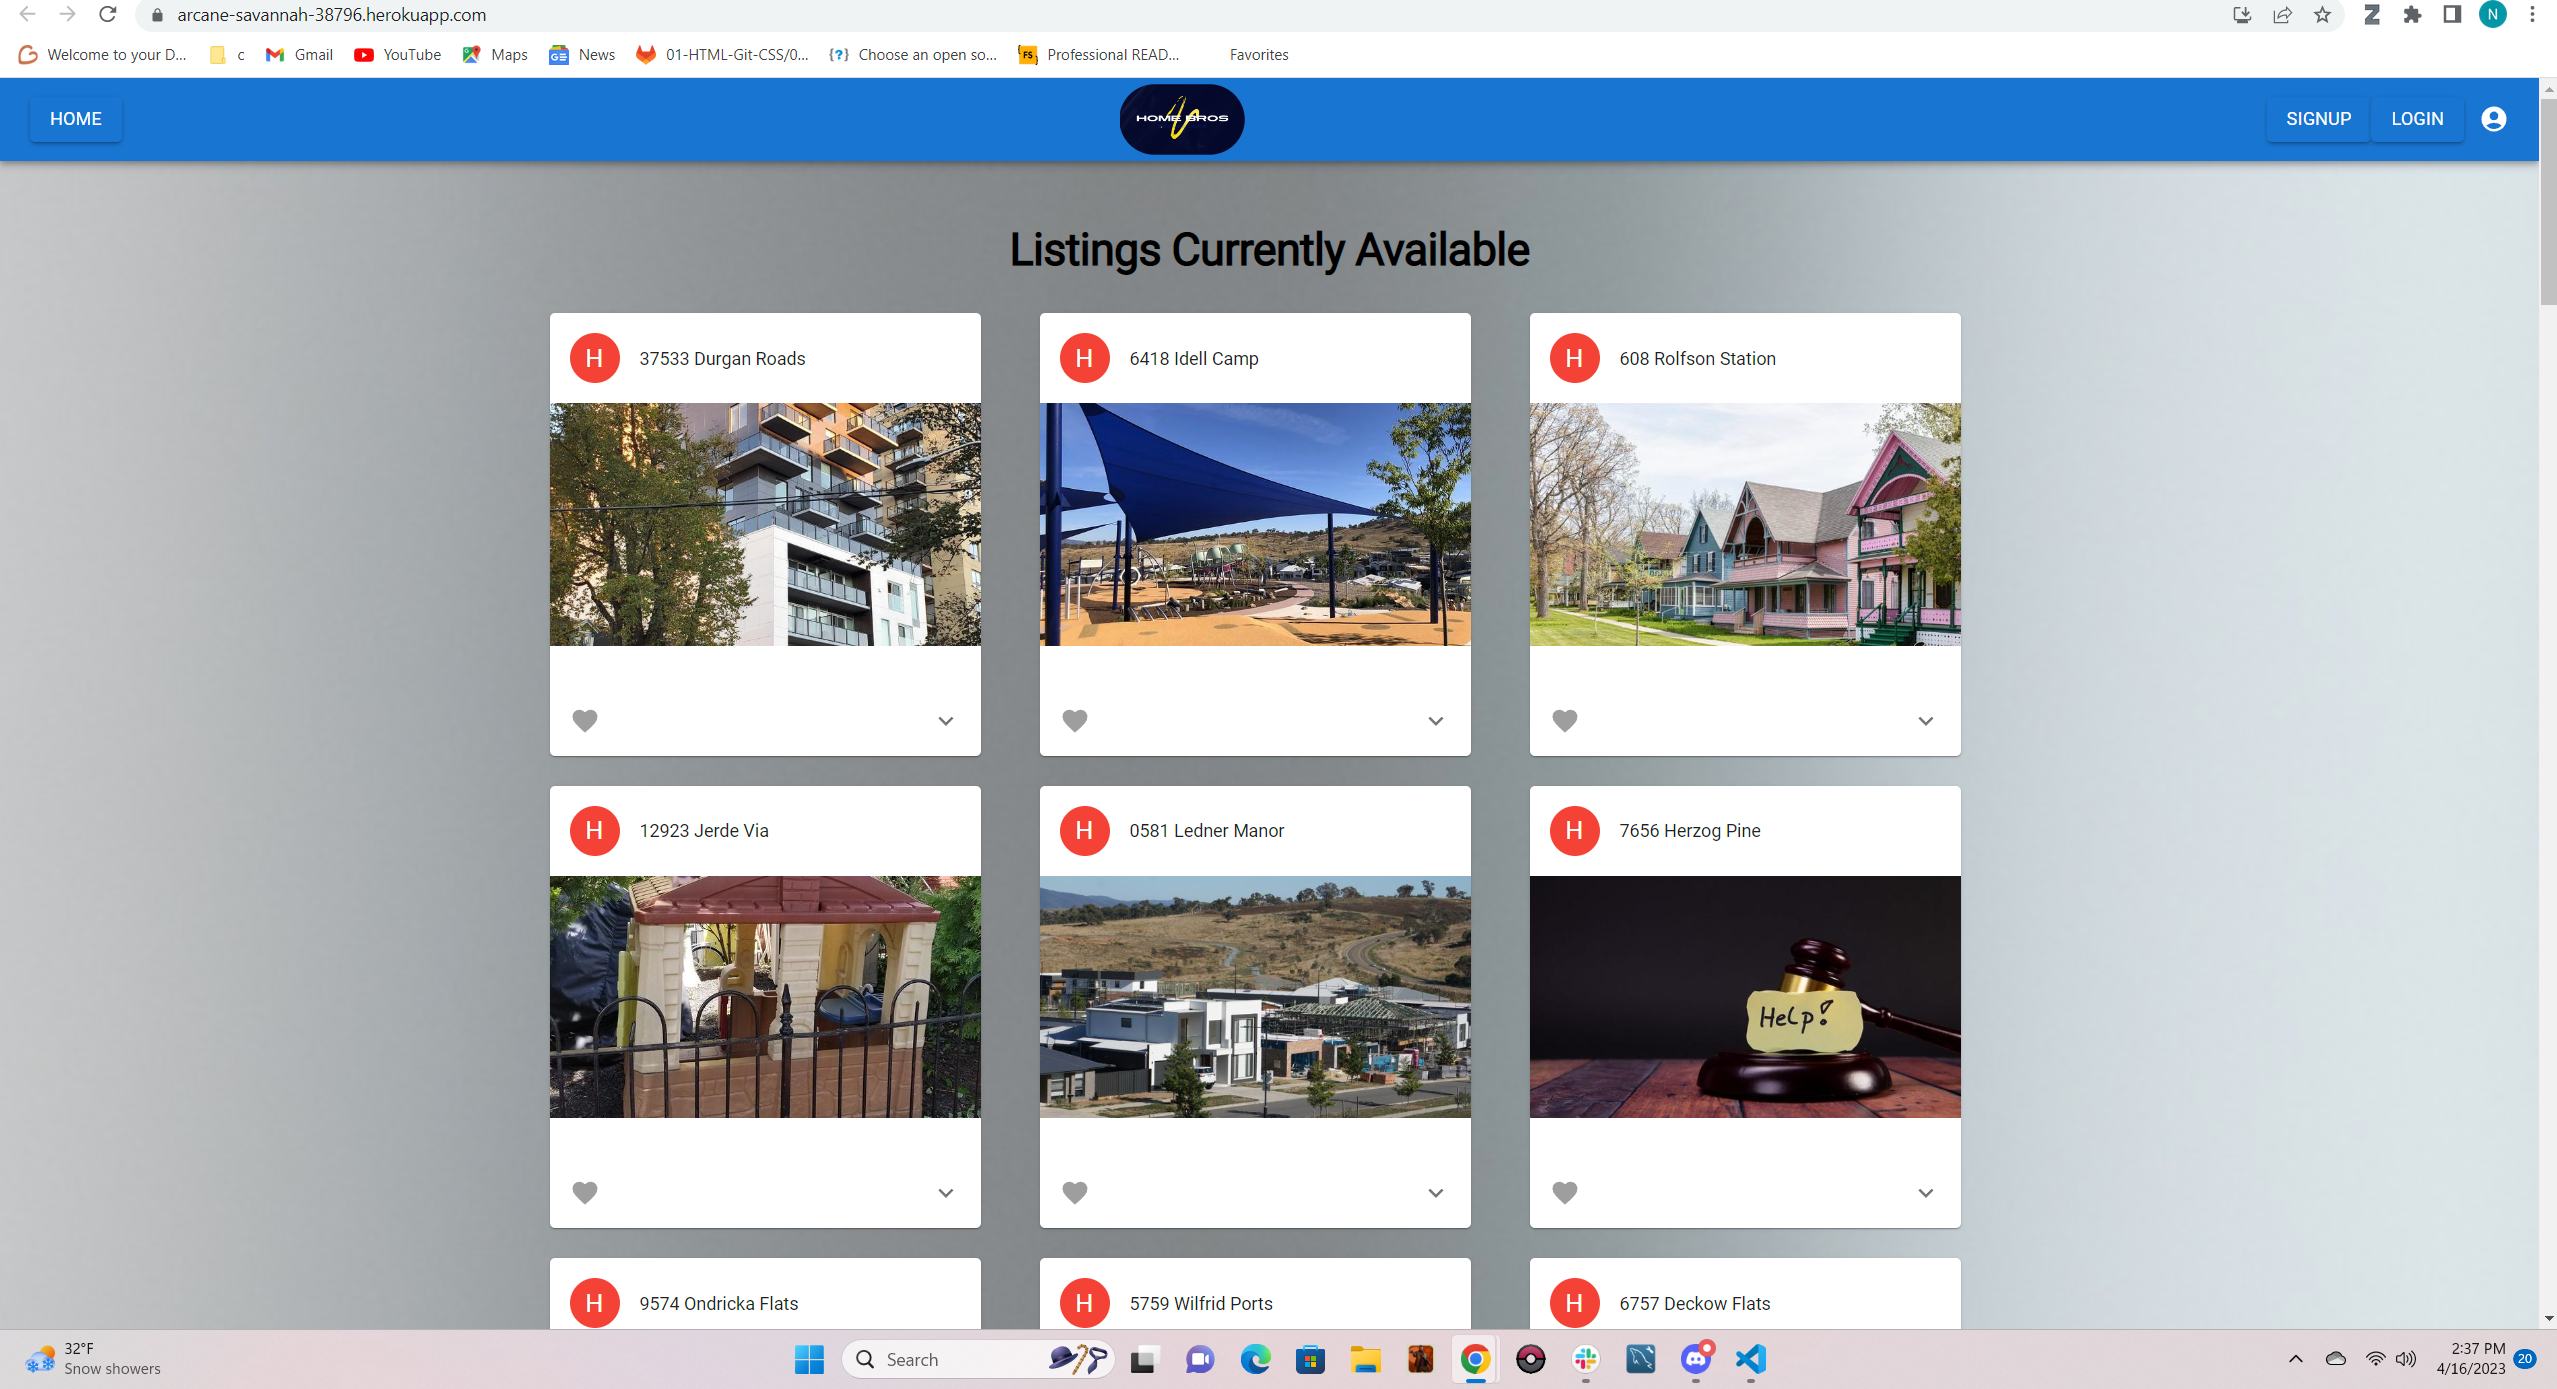 arcane-savannah-38796.herokuapp.com
Welcome to your D...
c
Gmail
YouTube
Maps
News
01-HTML-Git-CSS/0...
Choose an open so...
Professional READ...
Favorites
N
HOME
HOME BROS
SIGNUP
LOGIN
Listings Currently Available
H 37533 Durgan Roads
H 6418 Idell Camp
H 608 Rolfson Station
H 12923 Jerde Via
H 0581 Ledner Manor
H 7656 Herzog Pine
Help!
H 9574 Ondricka Flats
H 5759 Wilfrid Ports
H 6757 Deckow Flats
32°F
Snow showers
Search
2:37 PM
4/16/2023
20